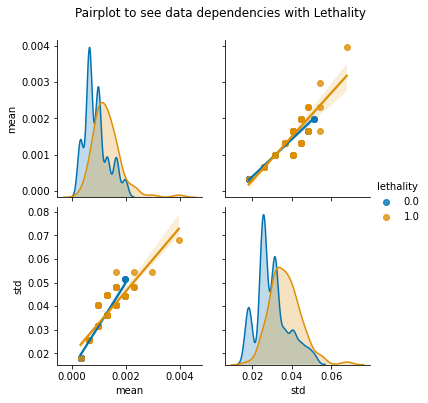 Pairplot to see data dependencies with Lethality
0.004
0.003
0.002
0.001
0.000
mean
lethality
0.0
1.0
0.08
0.07
0.06
0.05
0.04
0.03
0.02
std
0.000 0.002 0.004
mean
0.02 0.04 0.06
std